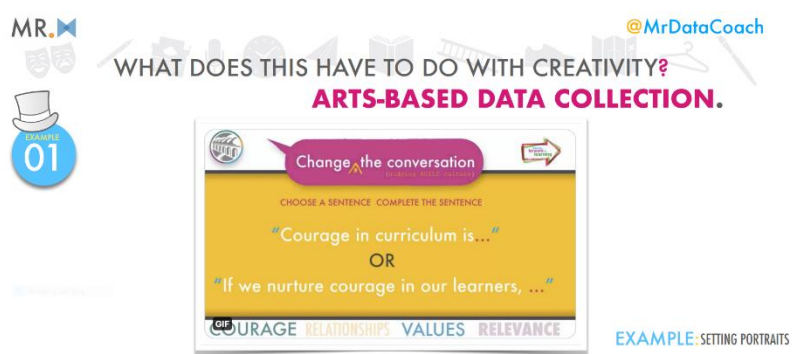 MR.
@MrDataCoach
WHAT DOES THIS HAVE TO DO WITH CREATIVITY?
ARTS-BASED DATA COLLECTION.
EXAMPLE
01
Change the conversation
CHOOSE A SENTENCE COMPLETE THE SENTENCE
"Courage in curriculum is..."
OR
"If we nurture courage in our learners, ..."
GIF
COURAGE RELATIONSHIPS VALUES RELEVANCE
EXAMPLE: SETTING PORTRAITS